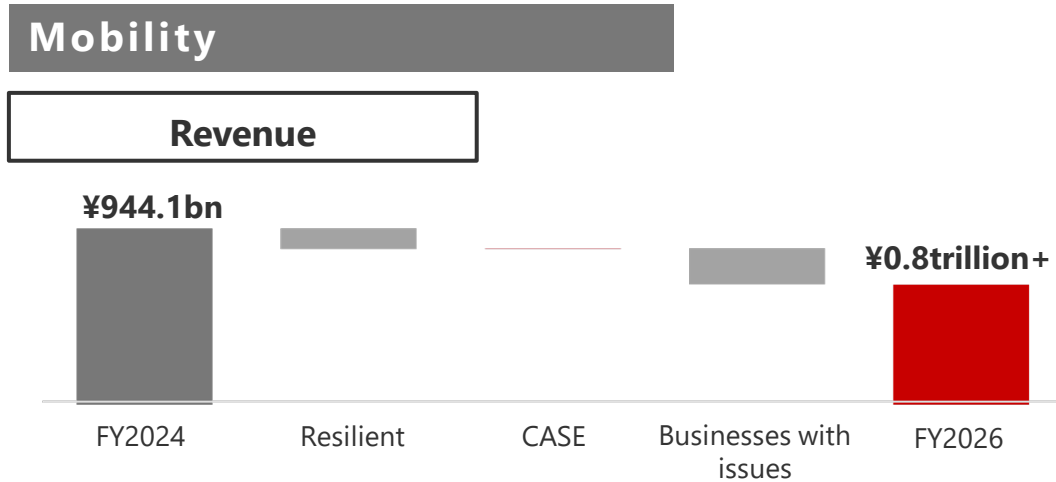 Mobility
Revenue
¥944.1bn
¥0.8trillion+
FY2024
Resilient
CASE
Businesses with
issues
FY2026